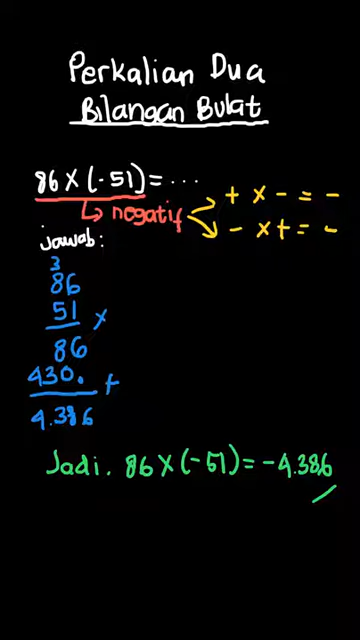 Perkalian Dua
Bilangan Bulat
86 x (-51) = ...
negatif
+ x - = -
- x + = -
jawab:
3
86
51 x
86
430. +
4.386
Jadi. 86 x (-51) = -4.386